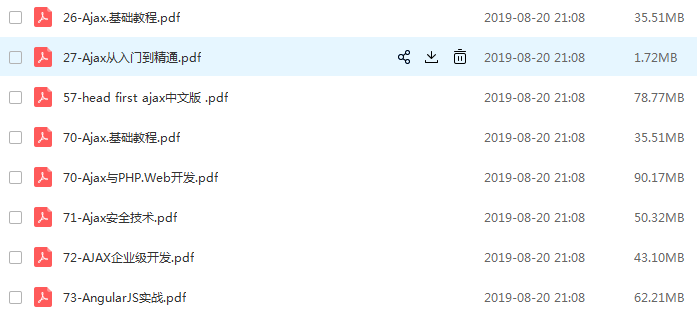 26-Ajax.基础教程.pdf 2019-08-20 21:08 35.51MB
27-Ajax从入门到精通.pdf 2019-08-20 21:08 1.72MB
57-head first ajax中文版 .pdf 2019-08-20 21:08 78.77MB
70-Ajax.基础教程.pdf 2019-08-20 21:08 35.51MB
70-Ajax与PHP.Web开发.pdf 2019-08-20 21:08 90.17MB
71-Ajax安全技术.pdf 2019-08-20 21:08 50.32MB
72-AJAX企业级开发.pdf 2019-08-20 21:08 43.10MB
73-AngularJS实战.pdf 2019-08-20 21:08 62.21MB